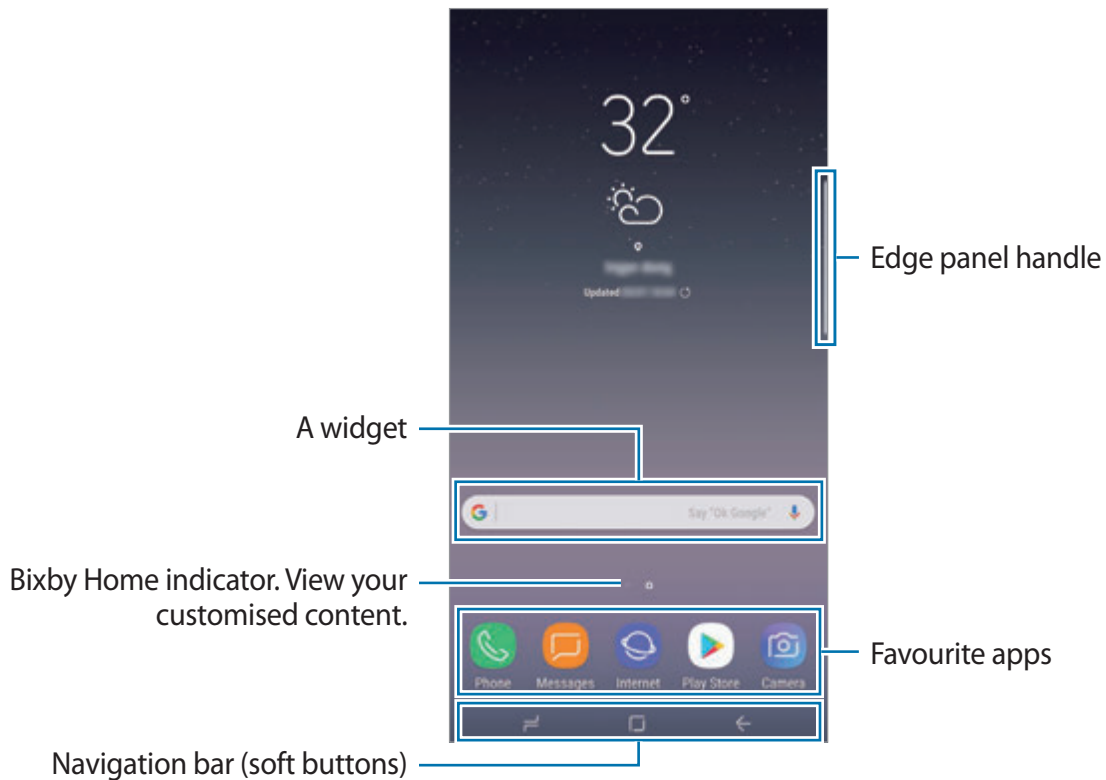 32°
Updated
Edge panel handle
A widget
G
Say "Ok Google"
Bixby Home indicator. View your
customised content.
Favourite apps
Phone
Messages
Internet
Play Store
Camera
Navigation bar (soft buttons)